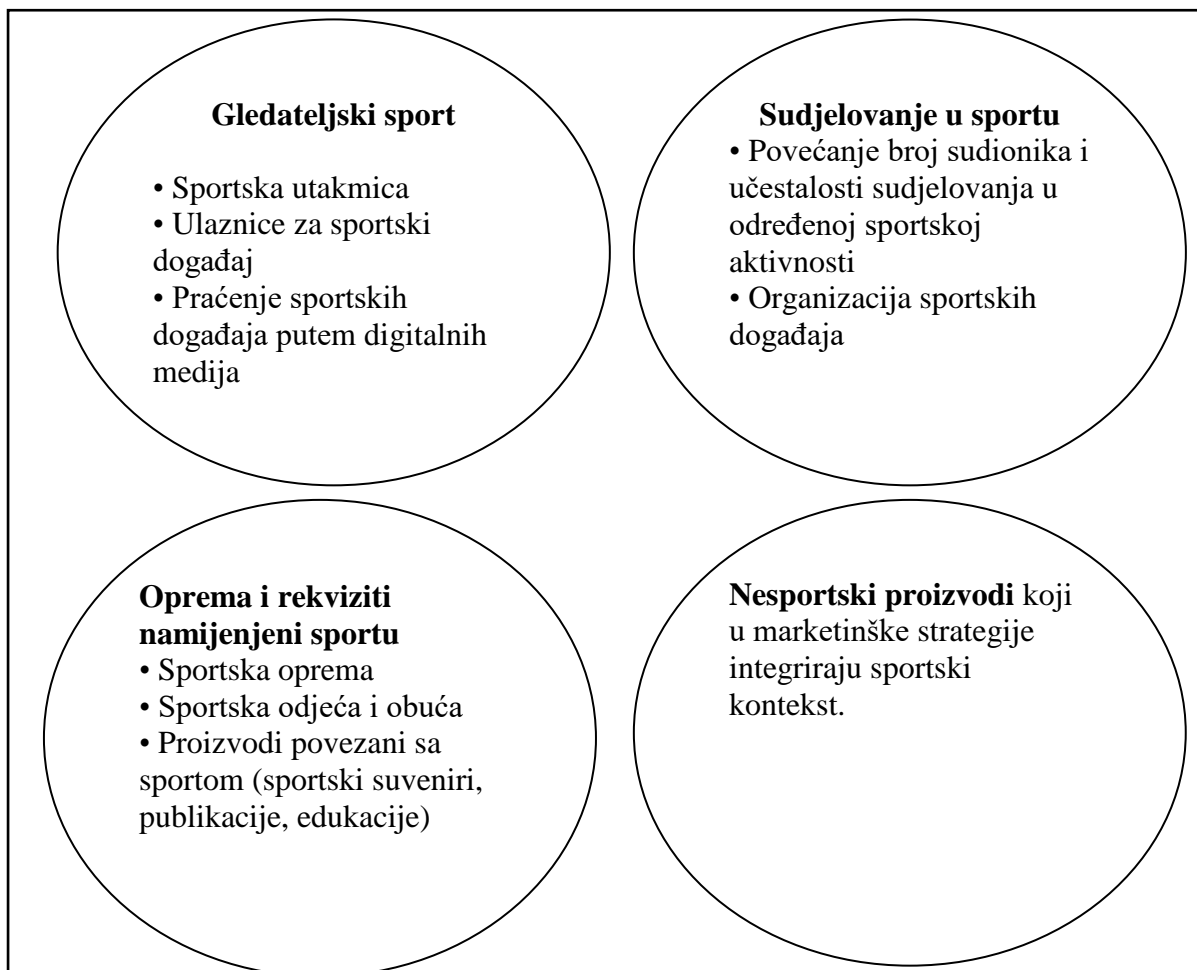 Gledateljski sport
• Sportska utakmica
• Ulaznice za sportski
događaj
• Praćenje sportskih
događaja putem digitalnih
medija
Sudjelovanje u sportu
• Povećanje broj sudionika i
učestalosti sudjelovanja u
određenoj sportskoj
aktivnosti
• Organizacija sportskih
događaja
Oprema i rekviziti
namijenjeni sportu
• Sportska oprema
• Sportska odjeća i obuća
• Proizvodi povezani sa
sportom (sportski suveniri,
publikacije, edukacije)
Nesportski proizvodi koji
u marketinške strategije
integriraju sportski
kontekst.